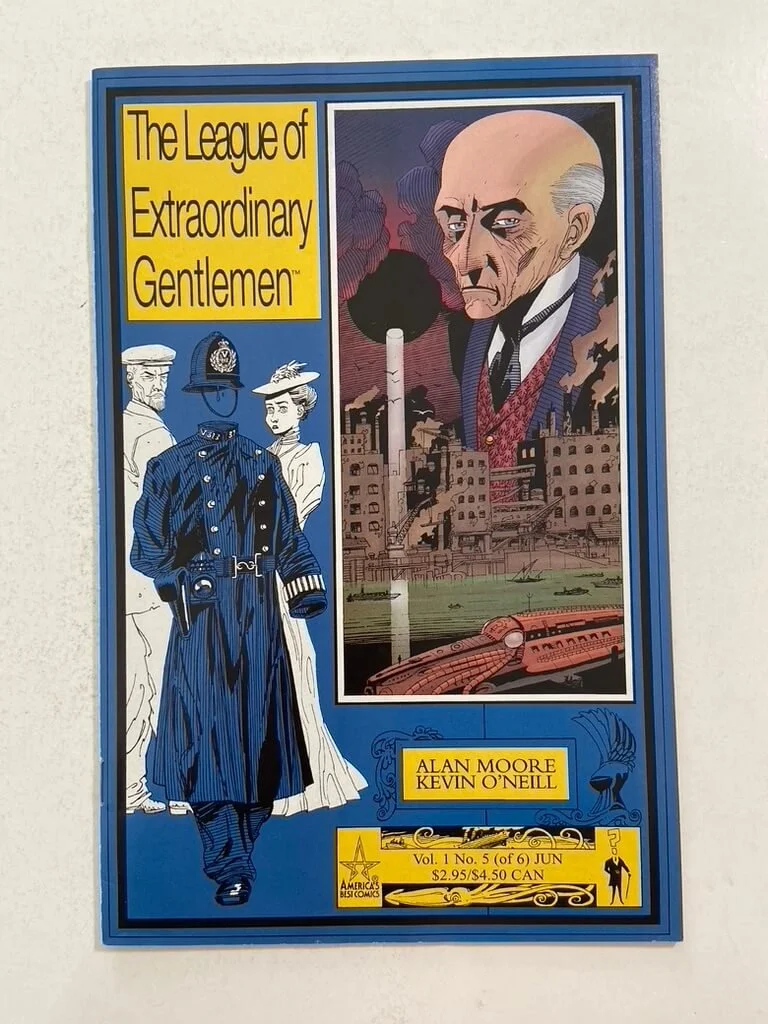 The League of
Extraordinary
Gentlemen™
ALAN MOORE
KEVIN O'NEILL
Vol. 1 No. 5 (of 6) JUN
$2.95/$4.50 CAN
AMERICA'S
BEST COMICS
?